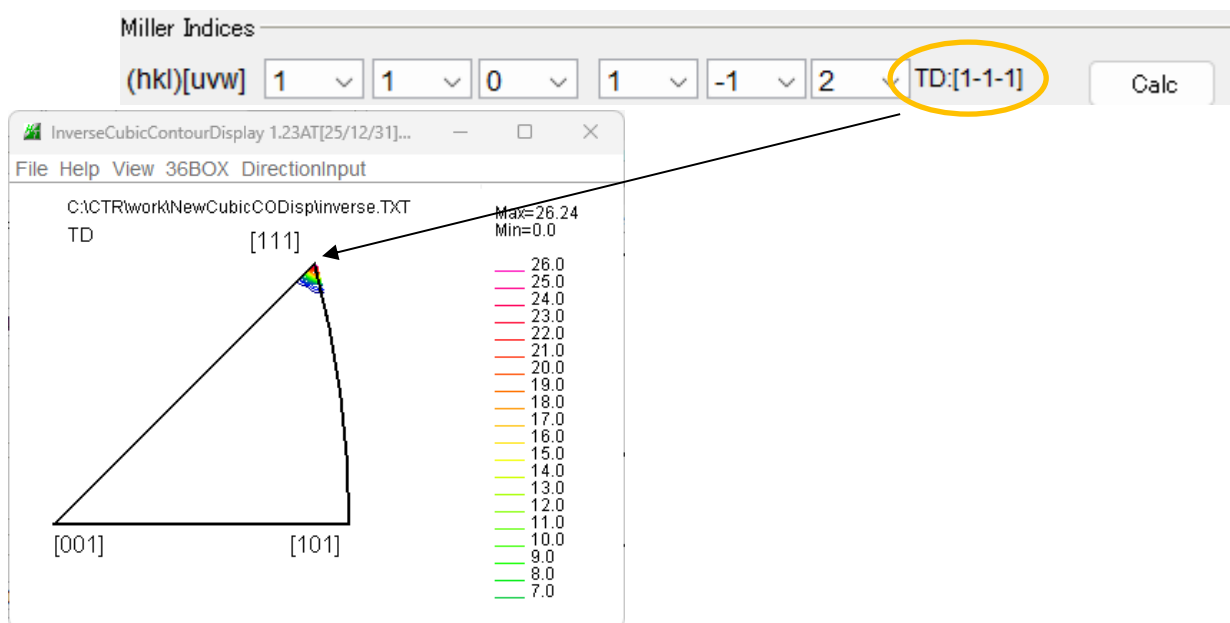 Miller Indices
(hkl)[uvw] 1 1 0 1 -1 2 TD:[1-1-1] Calc
InverseCubicContourDisplay 1.23AT[25/12/31]...
File Help View 36BOX DirectionInput
C:\CTR\work\NewCubicCODisp\inverse.TXT
TD
[111]
Max=26.24
Min=0.0
26.0
25.0
24.0
23.0
22.0
21.0
20.0
19.0
18.0
17.0
16.0
15.0
14.0
13.0
12.0
11.0
10.0
9.0
8.0
7.0
[001] [101]